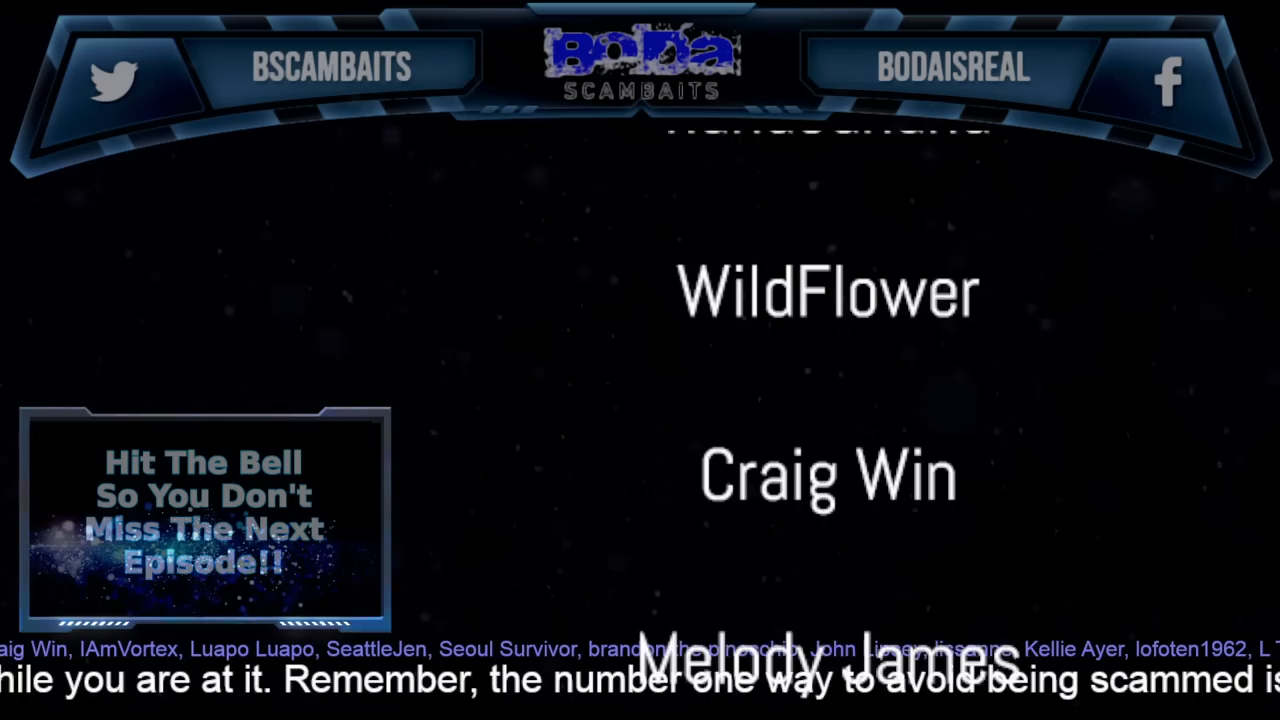 BSCAMBAITS
BoDa
SCAMBAITS
BODAISREAL
WildFlower
Craig Win
Hit The Bell
So You Don't
Miss The Next
Episode!!
Melody James
aig Win, IAmVortex, Luapo Luapo, SeattleJen, Seoul Survivor, John Kellie Ayer, lofoten1962, L
hile you are at it. Remember, the number one way to avoid being scammed is